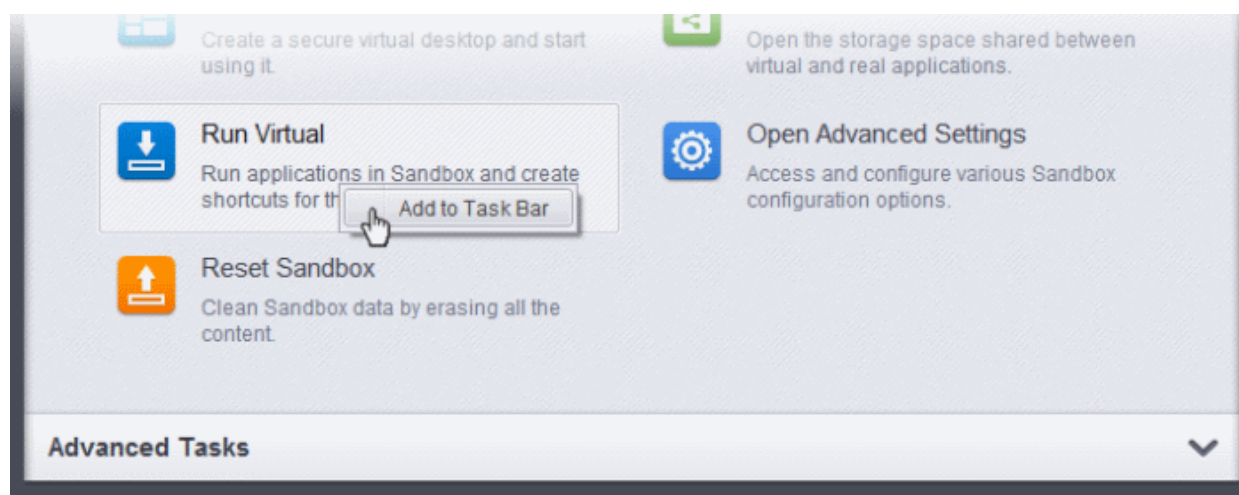 Create a secure virtual desktop and start
using it.
Open the storage space shared between
virtual and real applications.
Run Virtual
Run applications in Sandbox and create
shortcuts for th
Add to Task Bar
Open Advanced Settings
Access and configure various Sandbox
configuration options.
Reset Sandbox
Clean Sandbox data by erasing all the
content.
Advanced Tasks